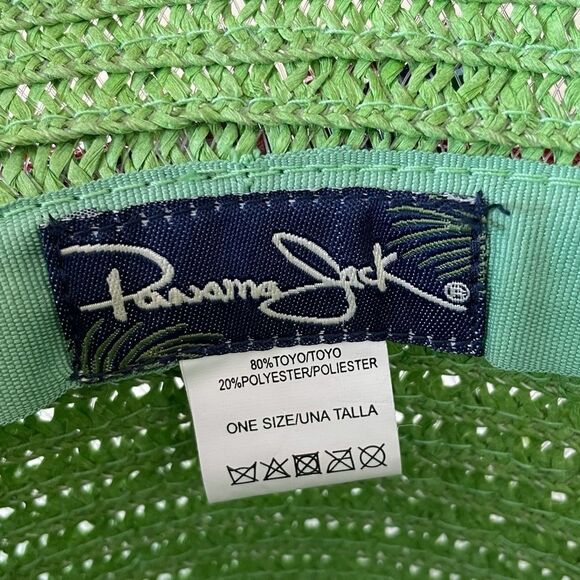 Panama Jack ®
80%TOYO/TOYO
20%POLYESTER/POLIESTER
ONE SIZE/UNA TALLA